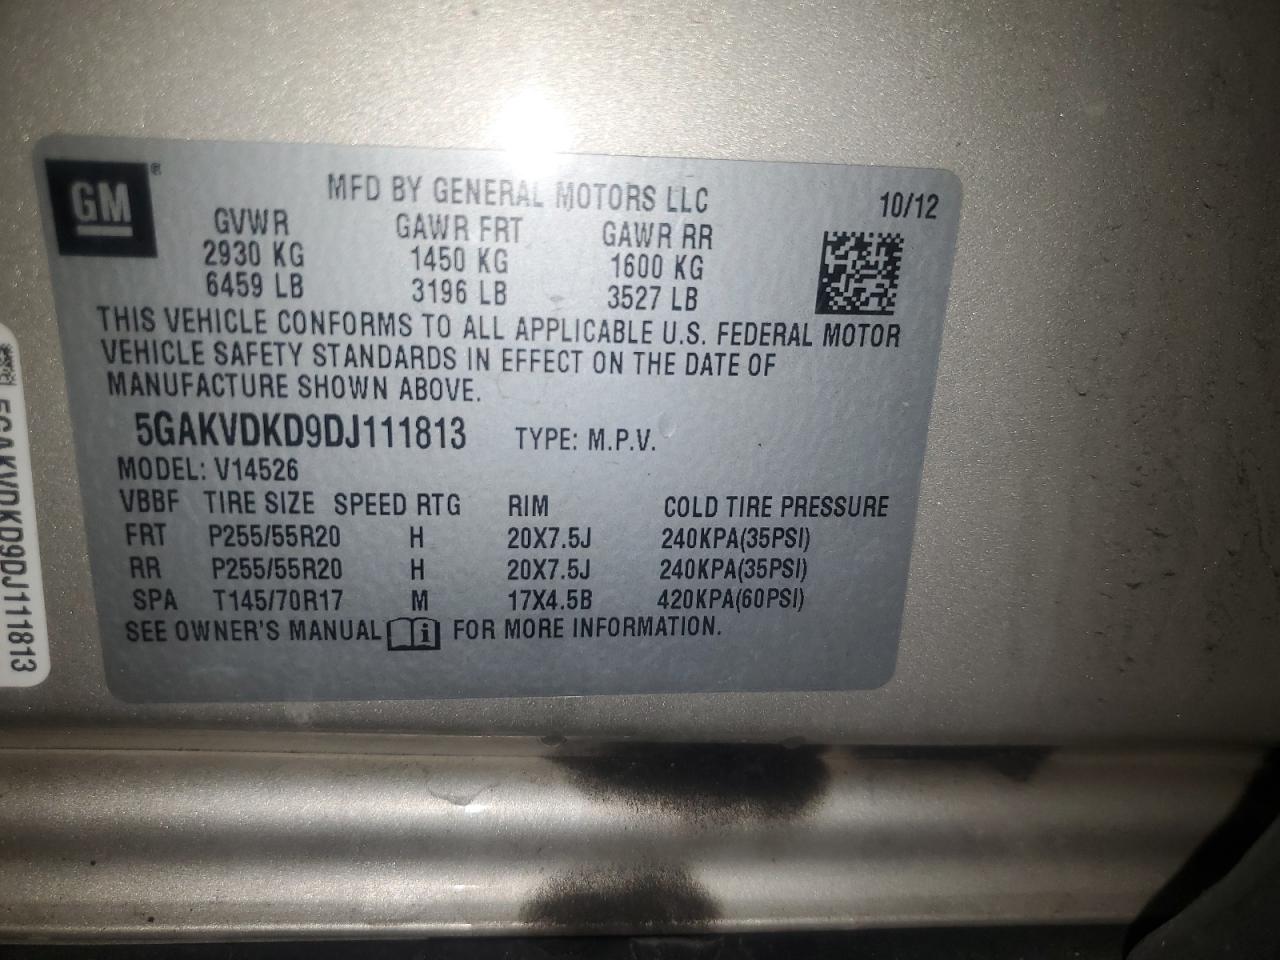 GM®
MFD BY GENERAL MOTORS LLC 10/12
GVWR GAWR FRT GAWR RR
2930 KG 1450 KG 1600 KG
6459 LB 3196 LB 3527 LB
THIS VEHICLE CONFORMS TO ALL APPLICABLE U.S. FEDERAL MOTOR
VEHICLE SAFETY STANDARDS IN EFFECT ON THE DATE OF
MANUFACTURE SHOWN ABOVE.
5GAKVDKD9DJ111813 TYPE: M.P.V.
MODEL: V14526
VBBF TIRE SIZE SPEED RTG RIM COLD TIRE PRESSURE
FRT P255/55R20 H 20X7.5J 240KPA(35PSI)
RR P255/55R20 H 20X7.5J 240KPA(35PSI)
SPA T145/70R17 M 17X4.5B 420KPA(60PSI)
SEE OWNER'S MANUAL FOR MORE INFORMATION.
5GAKVDKD9DJ111813